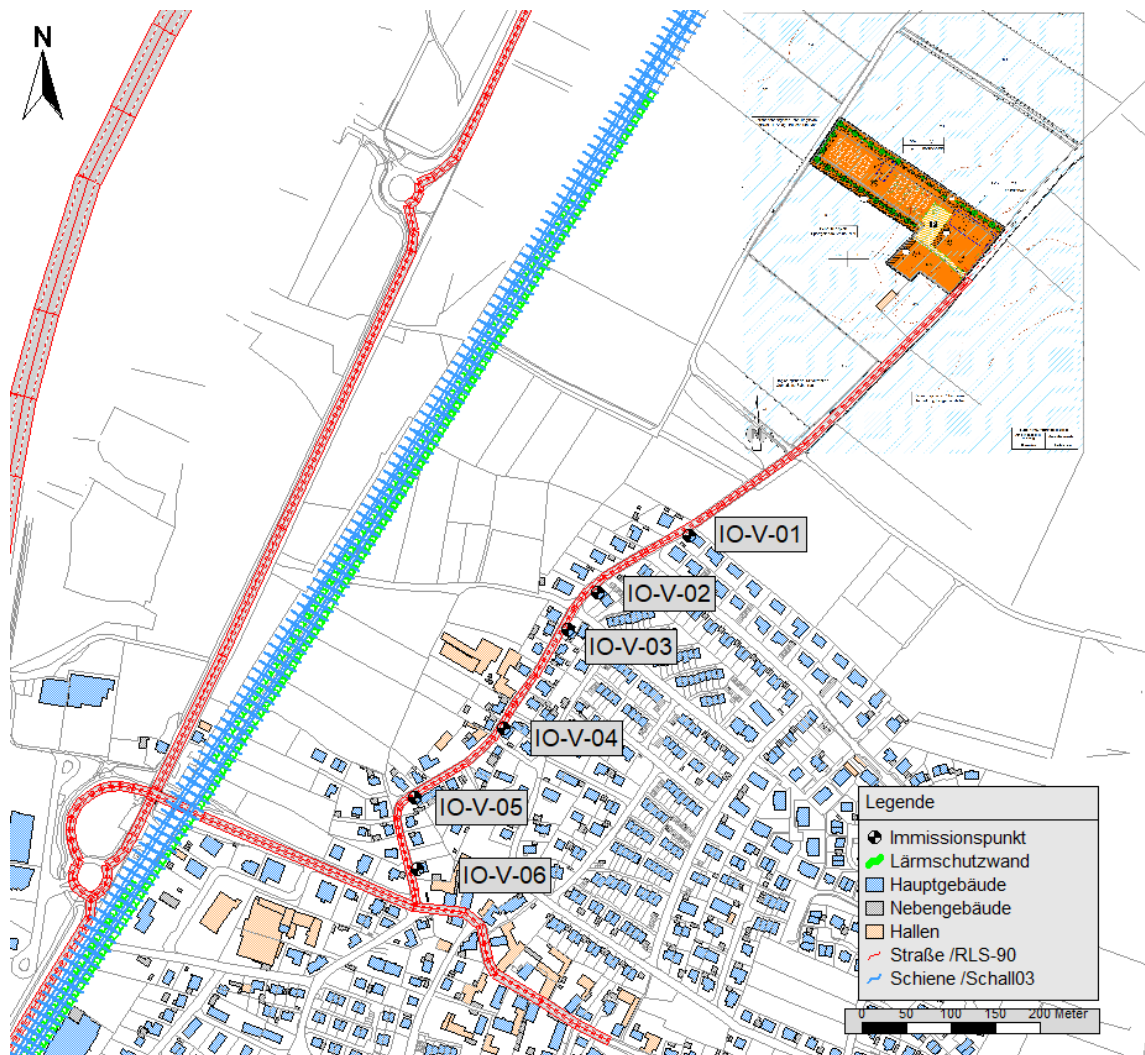 N
IO-V-01
IO-V-02
IO-V-03
IO-V-04
IO-V-05
IO-V-06
Legende
Immissionspunkt
Lärmschutzwand
Hauptgebäude
Nebengebäude
Hallen
Straße /RLS-90
Schiene /Schall03
0 50 100 150 200 Meter